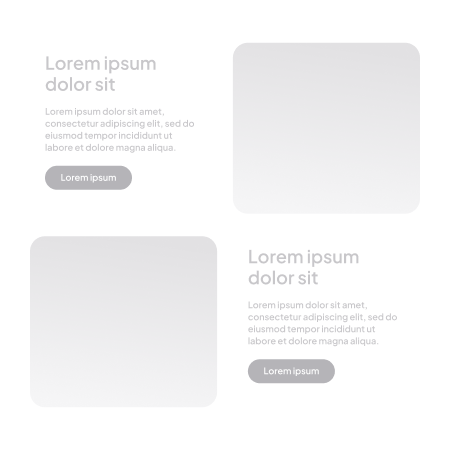 Lorem ipsum
dolor sit
Lorem ipsum dolor sit amet,
consectetur adipiscing elit, sed do
eiusmod tempor incididunt ut
labore et dolore magna aliqua.
Lorem ipsum
Lorem ipsum
dolor sit
Lorem ipsum dolor sit amet,
consectetur adipiscing elit, sed do
eiusmod tempor incididunt ut
labore et dolore magna aliqua.
Lorem ipsum